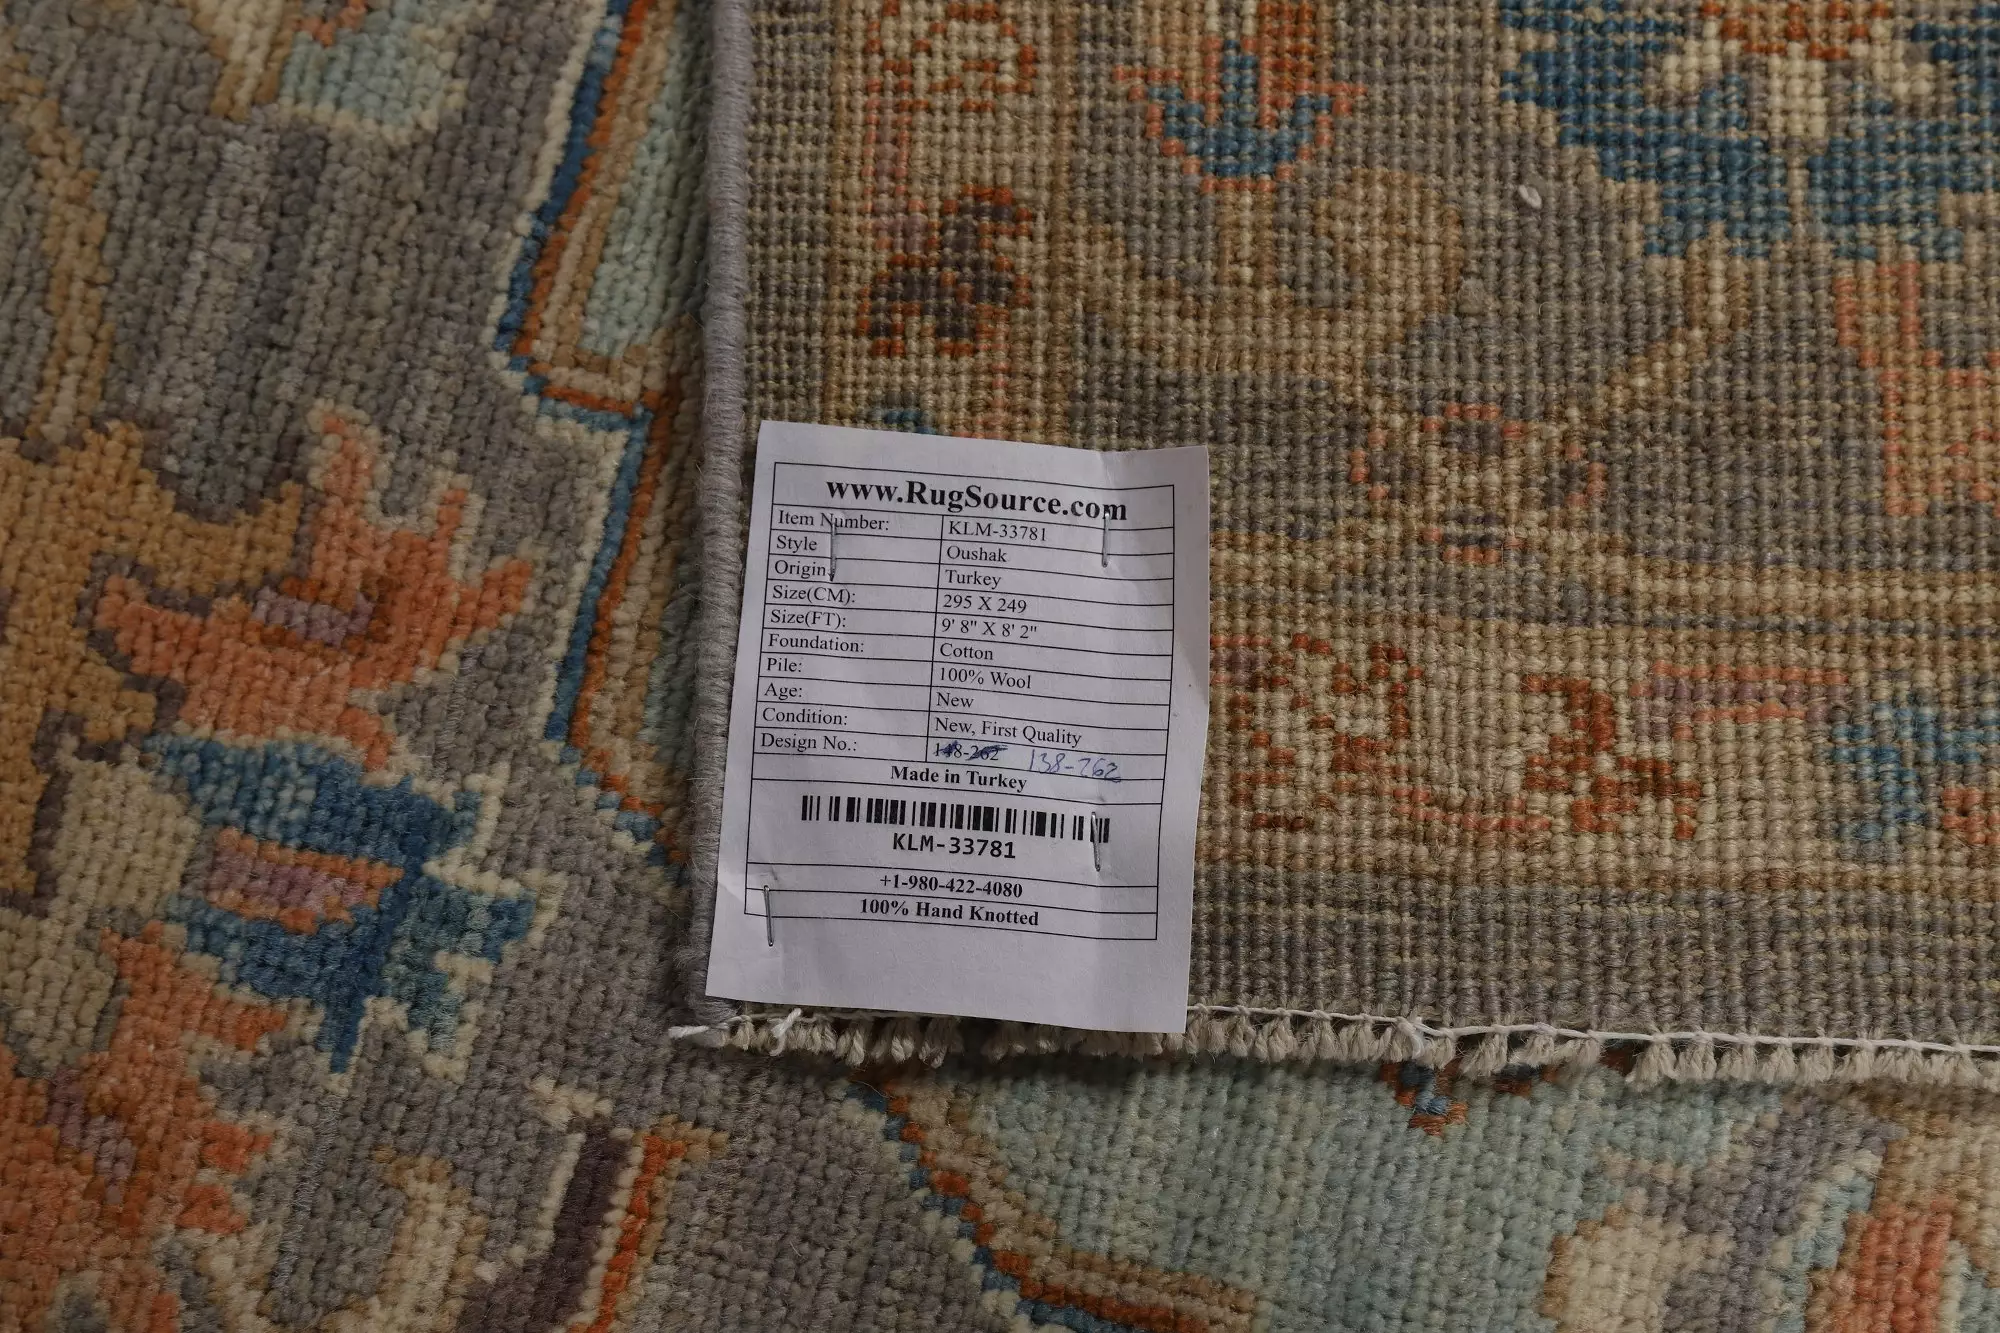 www.RugSource.com
Item Number: KLM-33781
Style Oushak
Origin: Turkey
Size(CM): 295 X 249
Size(FT): 9' 8" X 8' 2"
Foundation: Cotton
Pile: 100% Wool
Age: New
Condition: New, First Quality
Design No.: 138-262
Made in Turkey
KLM-33781
+1-980-422-4080
100% Hand Knotted